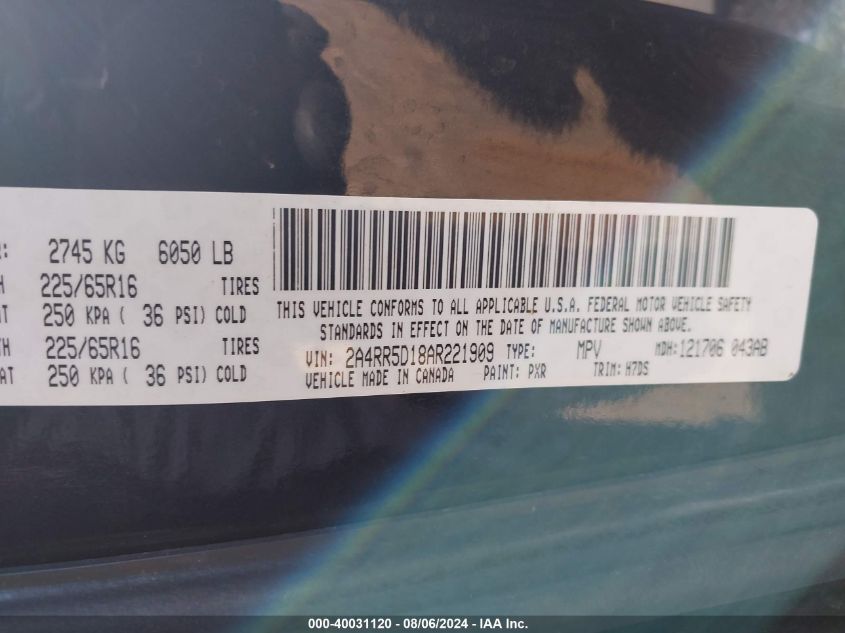 R: 2745 KG 6050 LB
H 225/65R16 TIRES
AT 250 KPA ( 36 PSI) COLD
TH 225/65R16 TIRES
AT 250 KPA ( 36 PSI) COLD
THIS VEHICLE CONFORMS TO ALL APPLICABLE U.S.A. FEDERAL MOTOR VEHICLE SAFETY
STANDARDS IN EFFECT ON THE DATE OF MANUFACTURE SHOWN ABOVE.
VIN: 2A4RR5D18AR221909 TYPE: MPV MDH:121706 043AB
VEHICLE MADE IN CANADA PAINT: PXR TRIM: H7DS
000-40031120 - 08/06/2024 - IAA Inc.